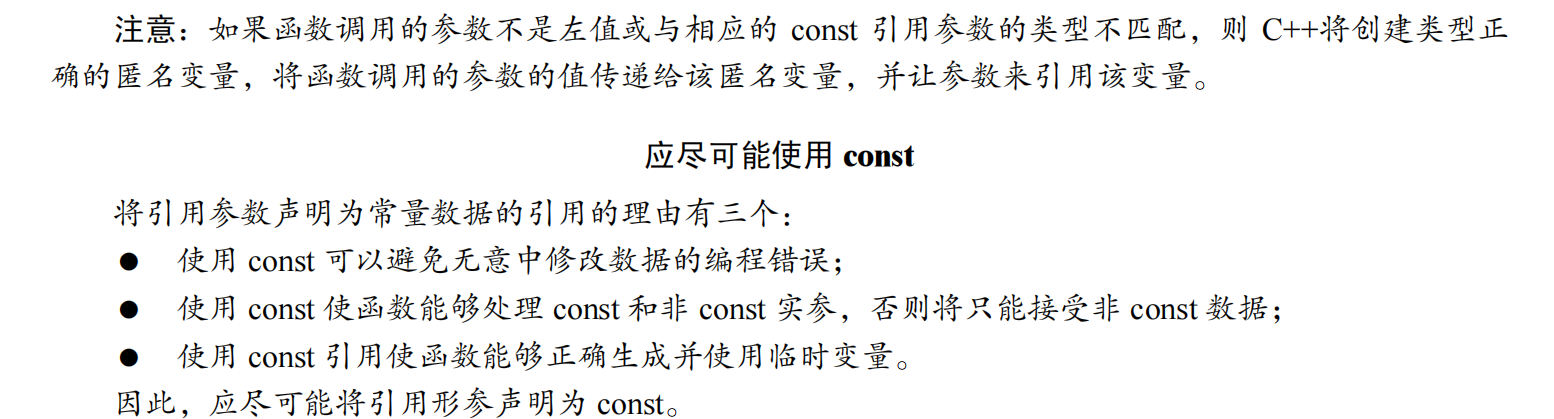 注意：如果函数调用的参数不是左值或与相应的 const 引用参数的类型不匹配，则 C++将创建类型正
确的匿名变量，将函数调用的参数的值传递给该匿名变量，并让参数来引用该变量。
应尽可能使用 const
将引用参数声明为常量数据的引用的理由有三个：
● 使用 const 可以避免无意中修改数据的编程错误；
● 使用 const 使函数能够处理 const 和非 const 实参，否则将只能接受非 const 数据；
● 使用 const 引用使函数能够正确生成并使用临时变量。
因此，应尽可能将引用形参声明为 const。